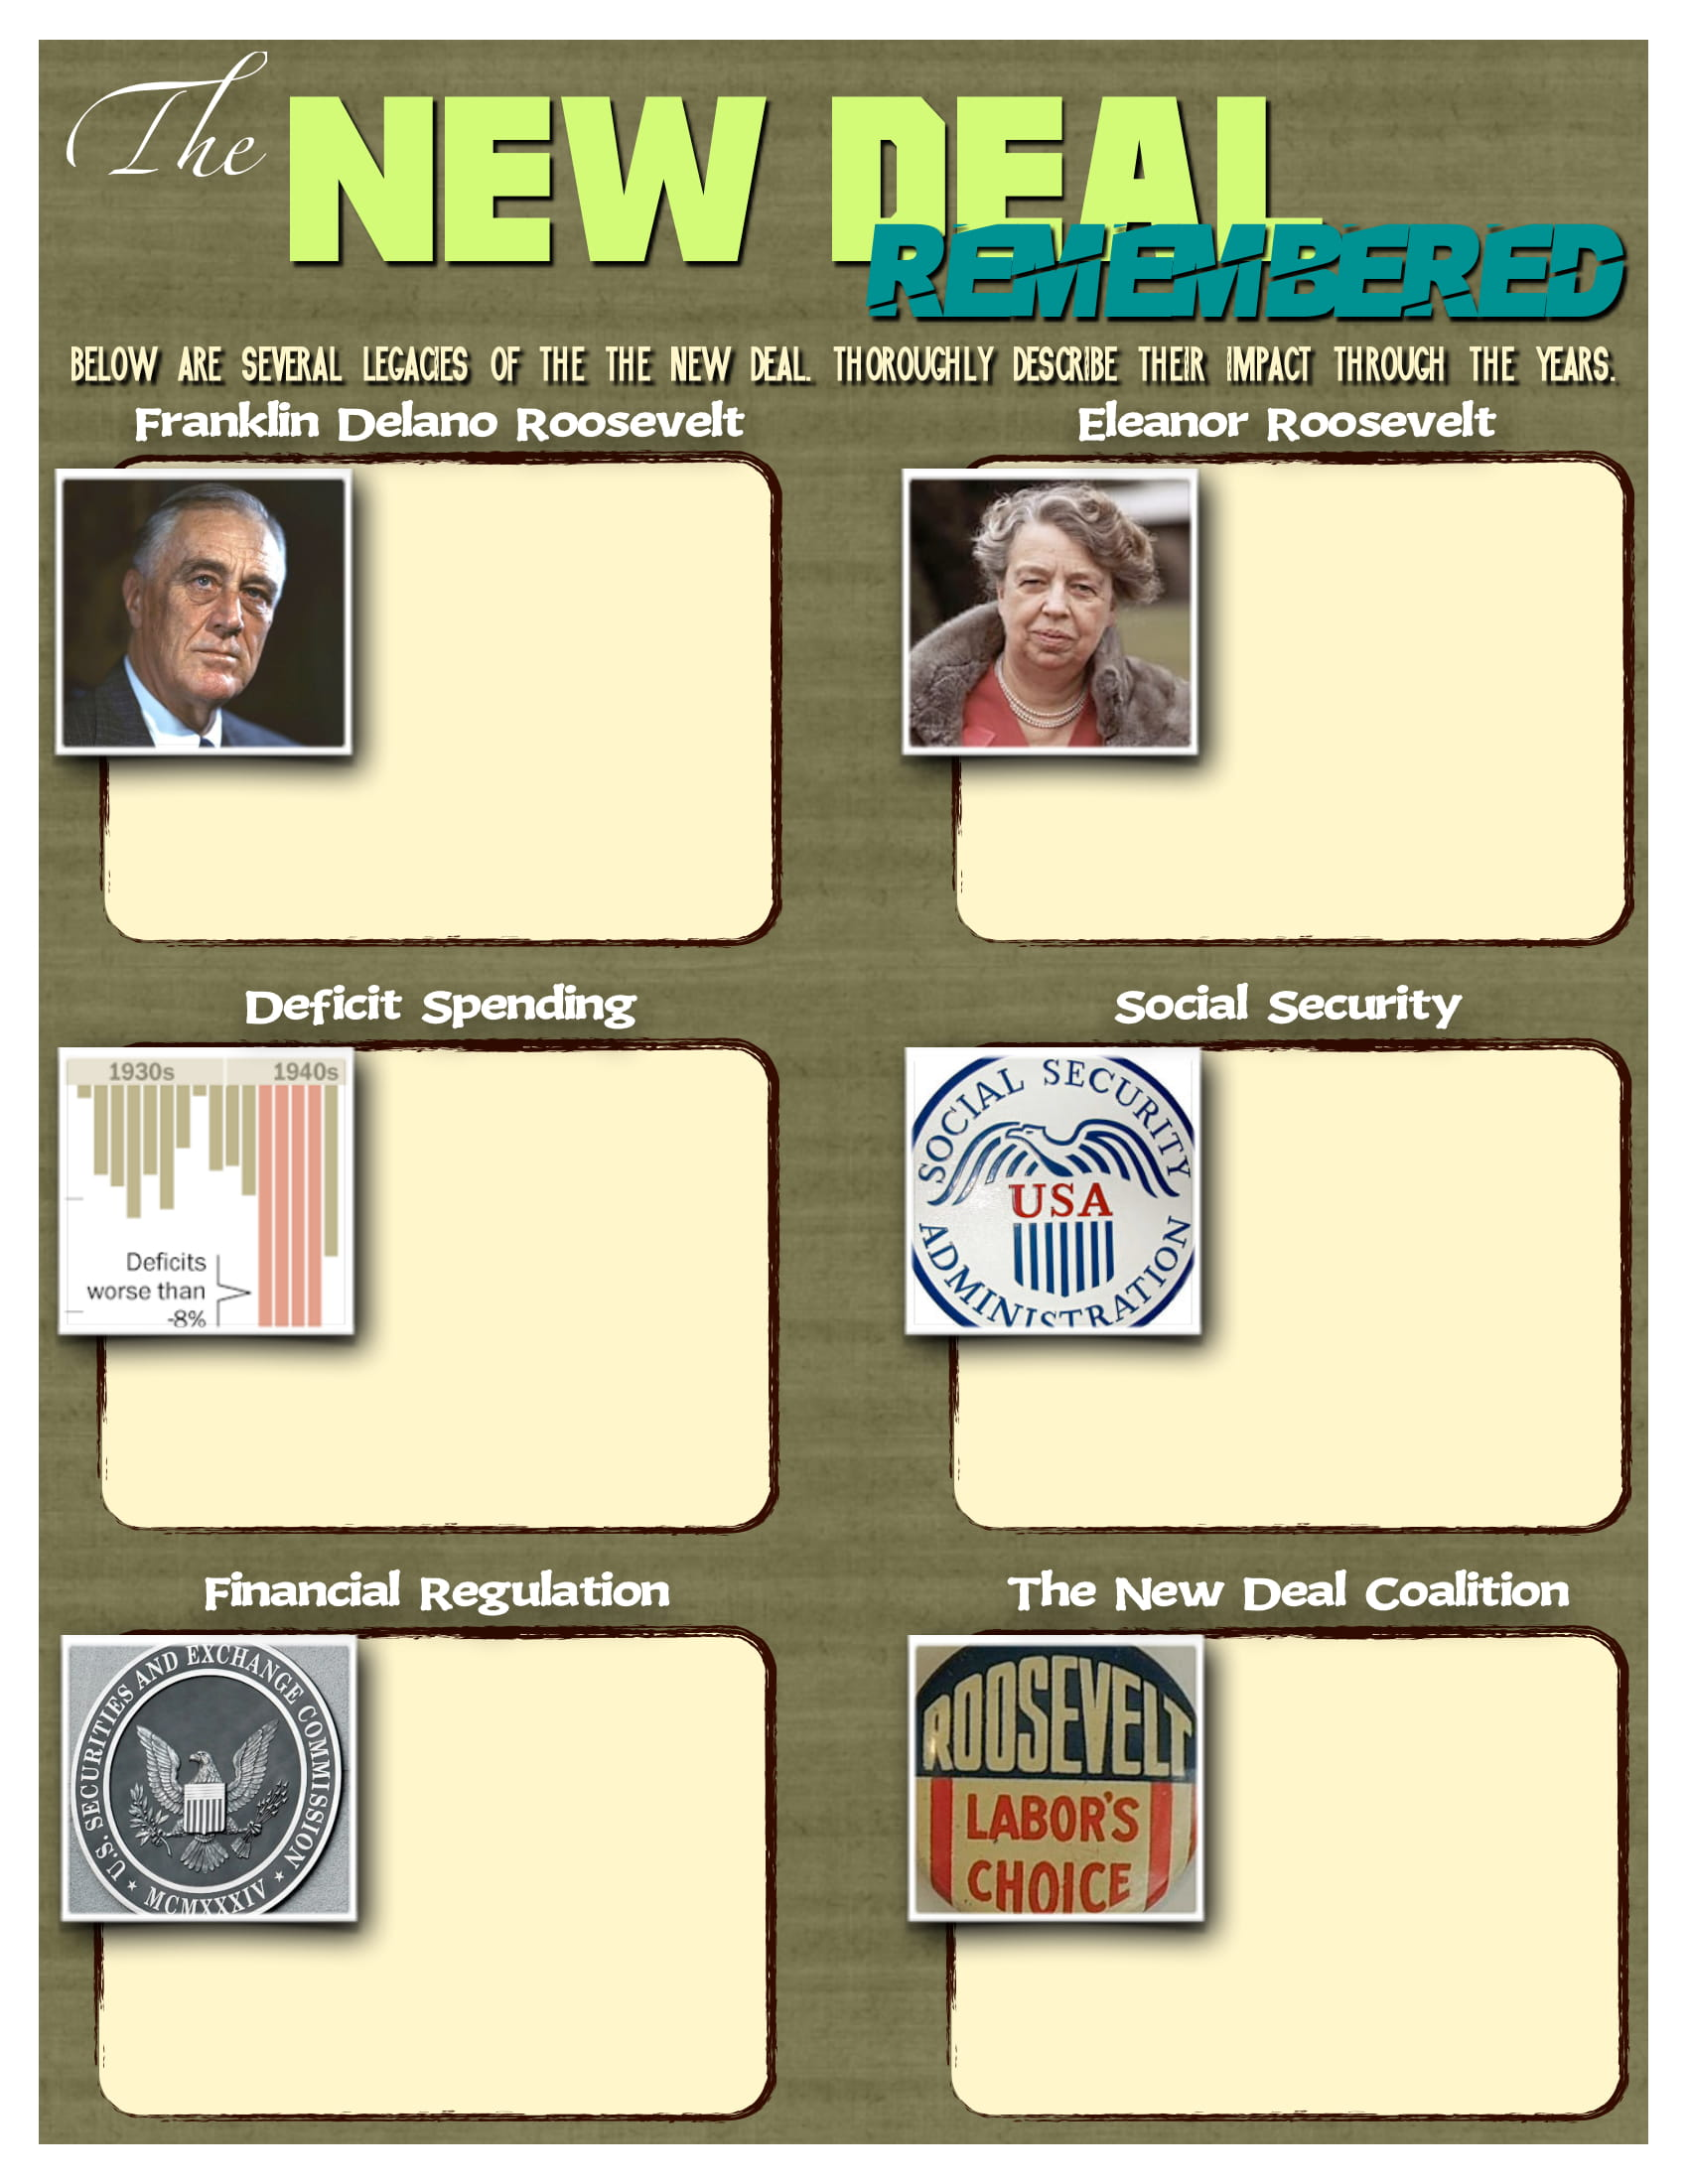 The NEW DEAL
REMEMBERED
BELOW ARE SEVERAL LEGACIES OF THE THE NEW DEAL. THOROUGHLY DESCRIBE THEIR IMPACT THROUGH THE YEARS.
Franklin Delano Roosevelt
Eleanor Roosevelt
Deficit Spending
1930s 1940s
Deficits
worse than
-8%
Social Security
SOCIAL SECURITY
USA
ADMINISTRATION
Financial Regulation
U.S. SECURITIES AND EXCHANGE COMMISSION
MCMXXXIV
The New Deal Coalition
ROOSEVELT
LABOR'S
CHOICE